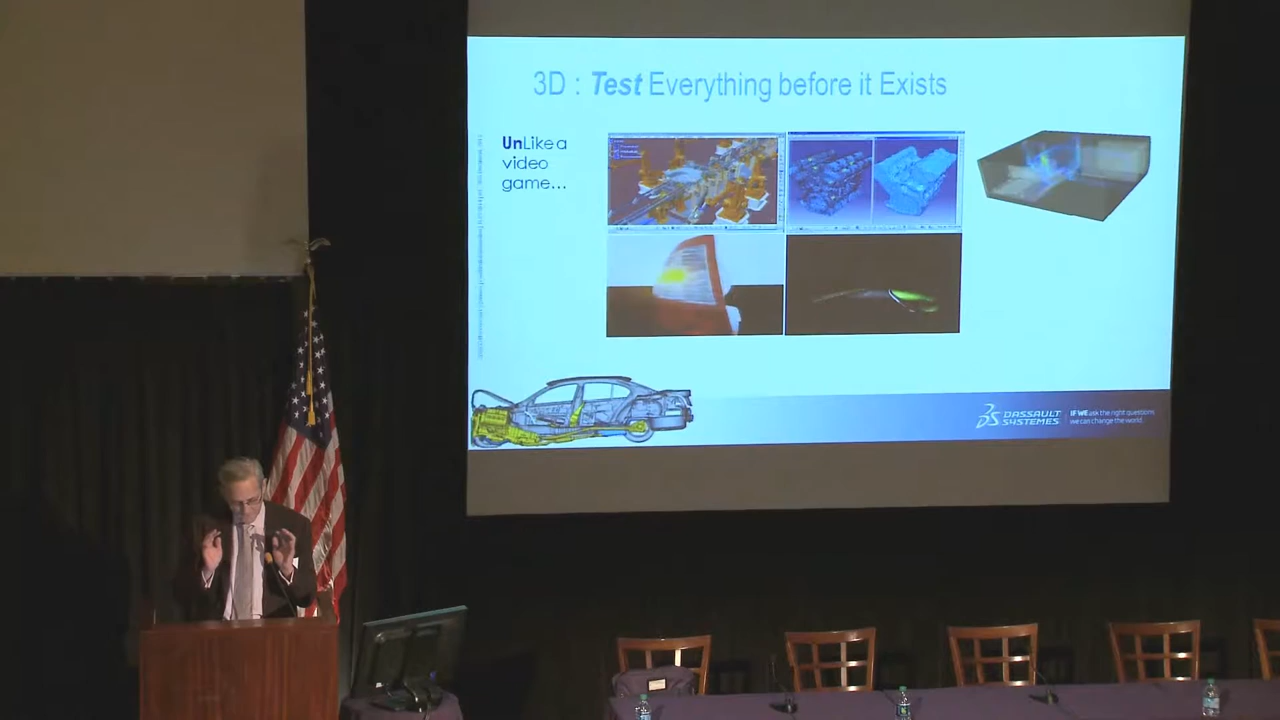 3D : Test Everything before it Exists
UnLike a
video
game...
DASSAULT
SYSTEMES
IF WE ask the right questions
we can change the world.